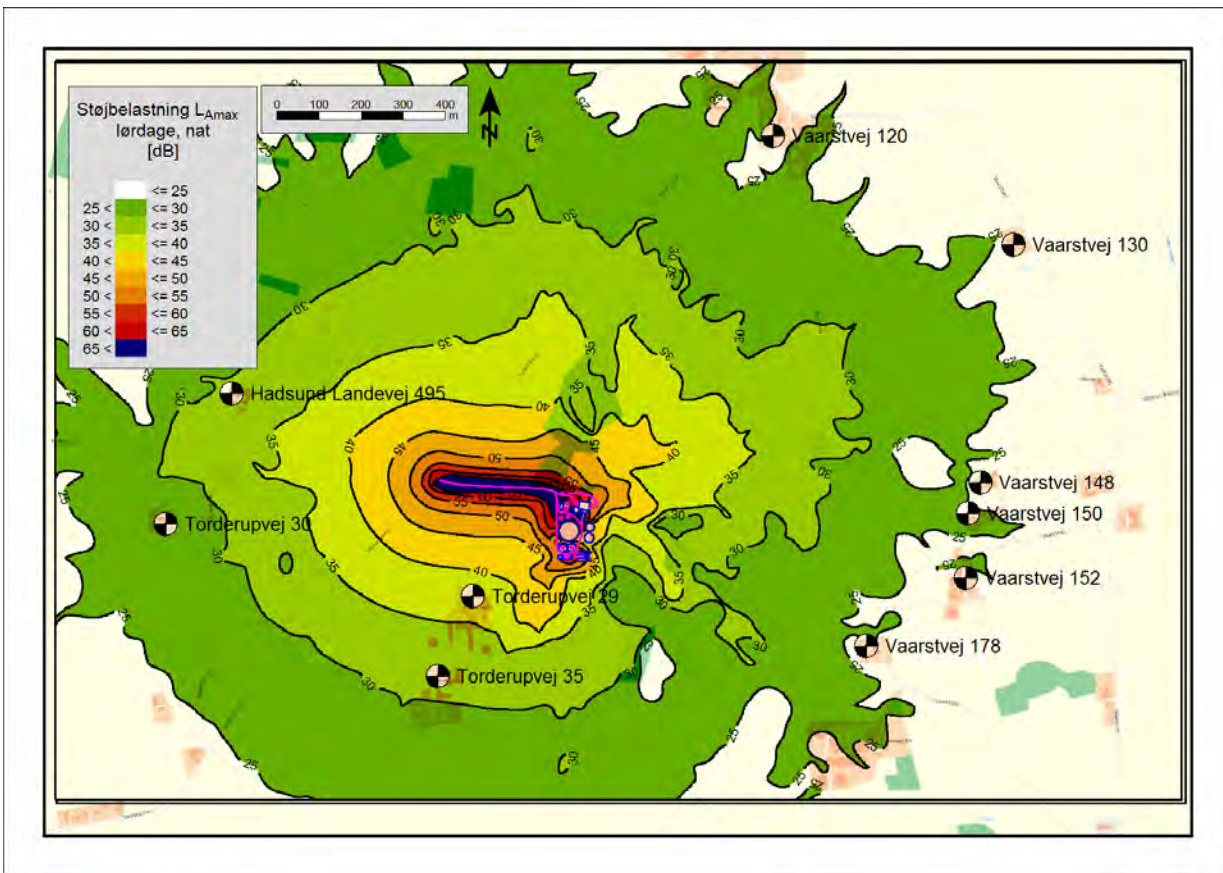 Støjbelastning LAmax
lørdage, nat
[dB]
<= 25
25 < <= 30
30 < <= 35
35 < <= 40
40 < <= 45
45 < <= 50
50 < <= 55
55 < <= 60
60 < <= 65
65 <
0 100 200 300 400
m
N
Vaarstvej 120
Vaarstvej 130
Hadsund Landevej 495
Vaarstvej 148
Vaarstvej 150
Torderupvej 30
Vaarstvej 152
Torderupvej 29
Vaarstvej 178
Torderupvej 35